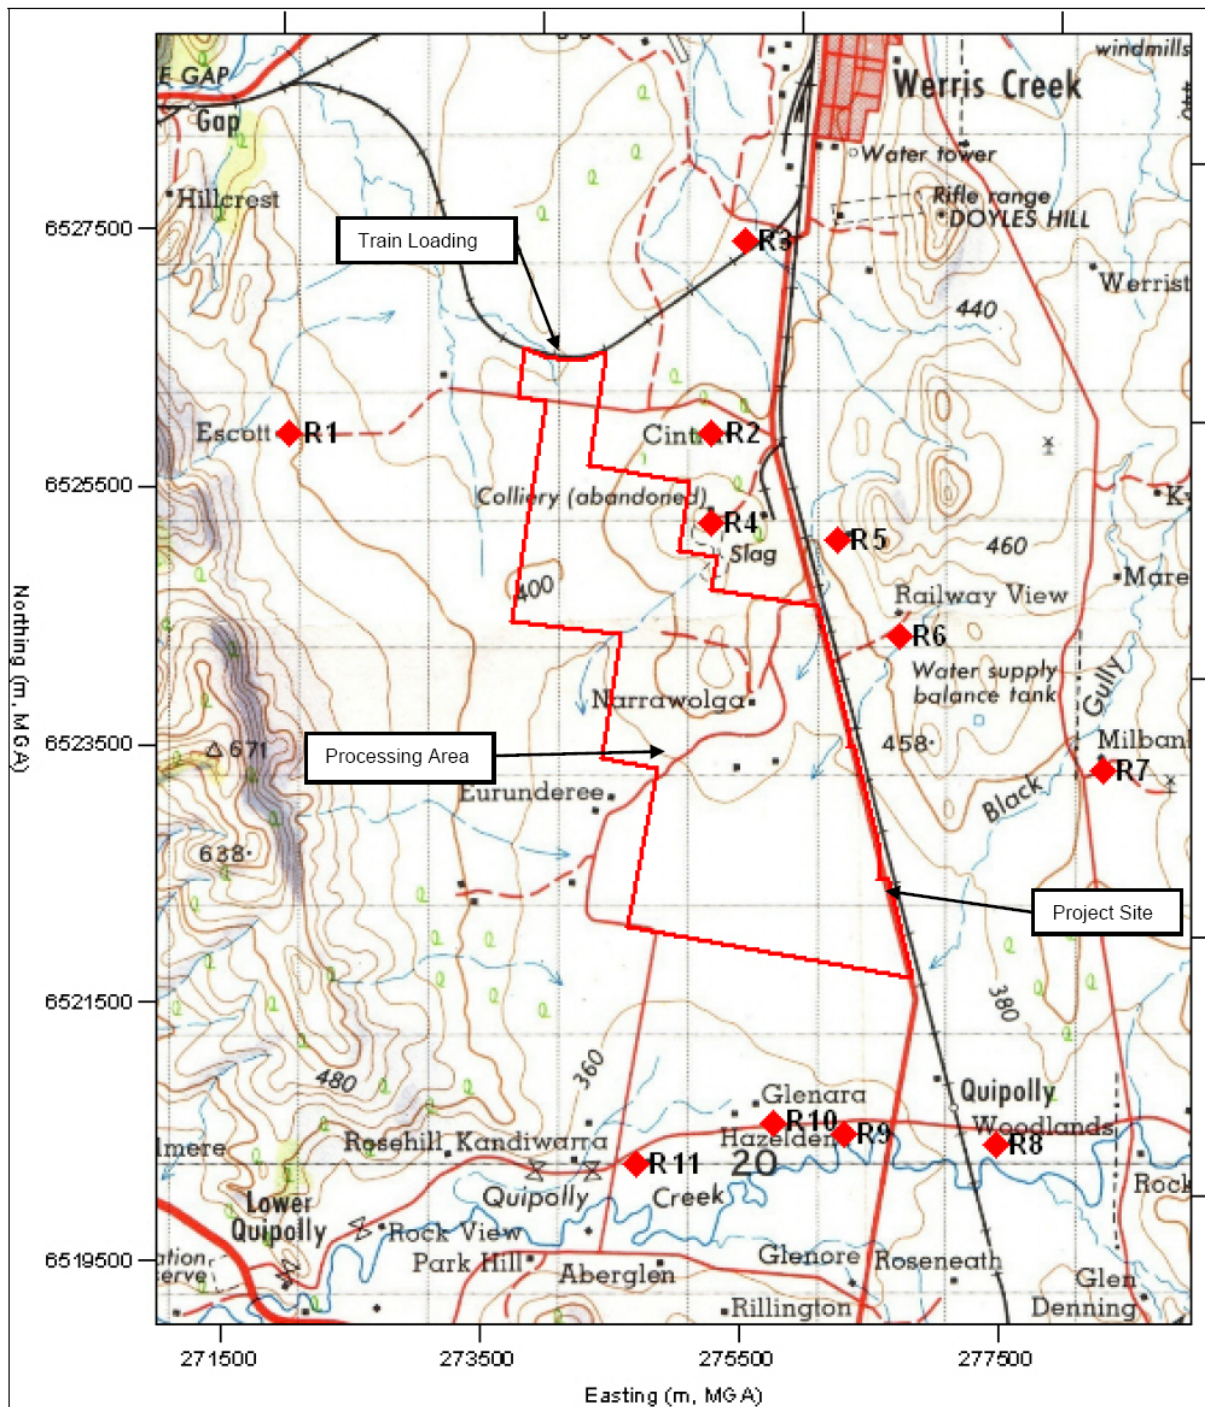 windmills
E GAP
Werris Creek
Gap
Water tower
Hillcrest
Rifle range
DOYLES HILL
6527500
Train Loading
R3
Werrist
440
Escott
R1
Cintra
R2
6525500
Colliery (abandoned)
K
R4
Slag
R5
460
400
Mare
Railway View
R6
Northing (m, MGA)
Water supply
balance tank
Gully
Narrawolga
6523500
671
Processing Area
458
Milban
R7
Eurunderee
Black
638
Project Site
6521500
380
360
480
Glenara
Quipolly
R10
Woodlands
lmere
Rosehill
Kandiwarra
Hazelden
R9
R8
R11
20
Quipolly
Creek
Rock
Lower
Quipolly
Rock View
Park Hill
Glenore
Roseneath
6519500
ation
serve
Aberglen
Glen
Denning
Rillington
271500
273500
275500
277500
Easting (m, MGA)